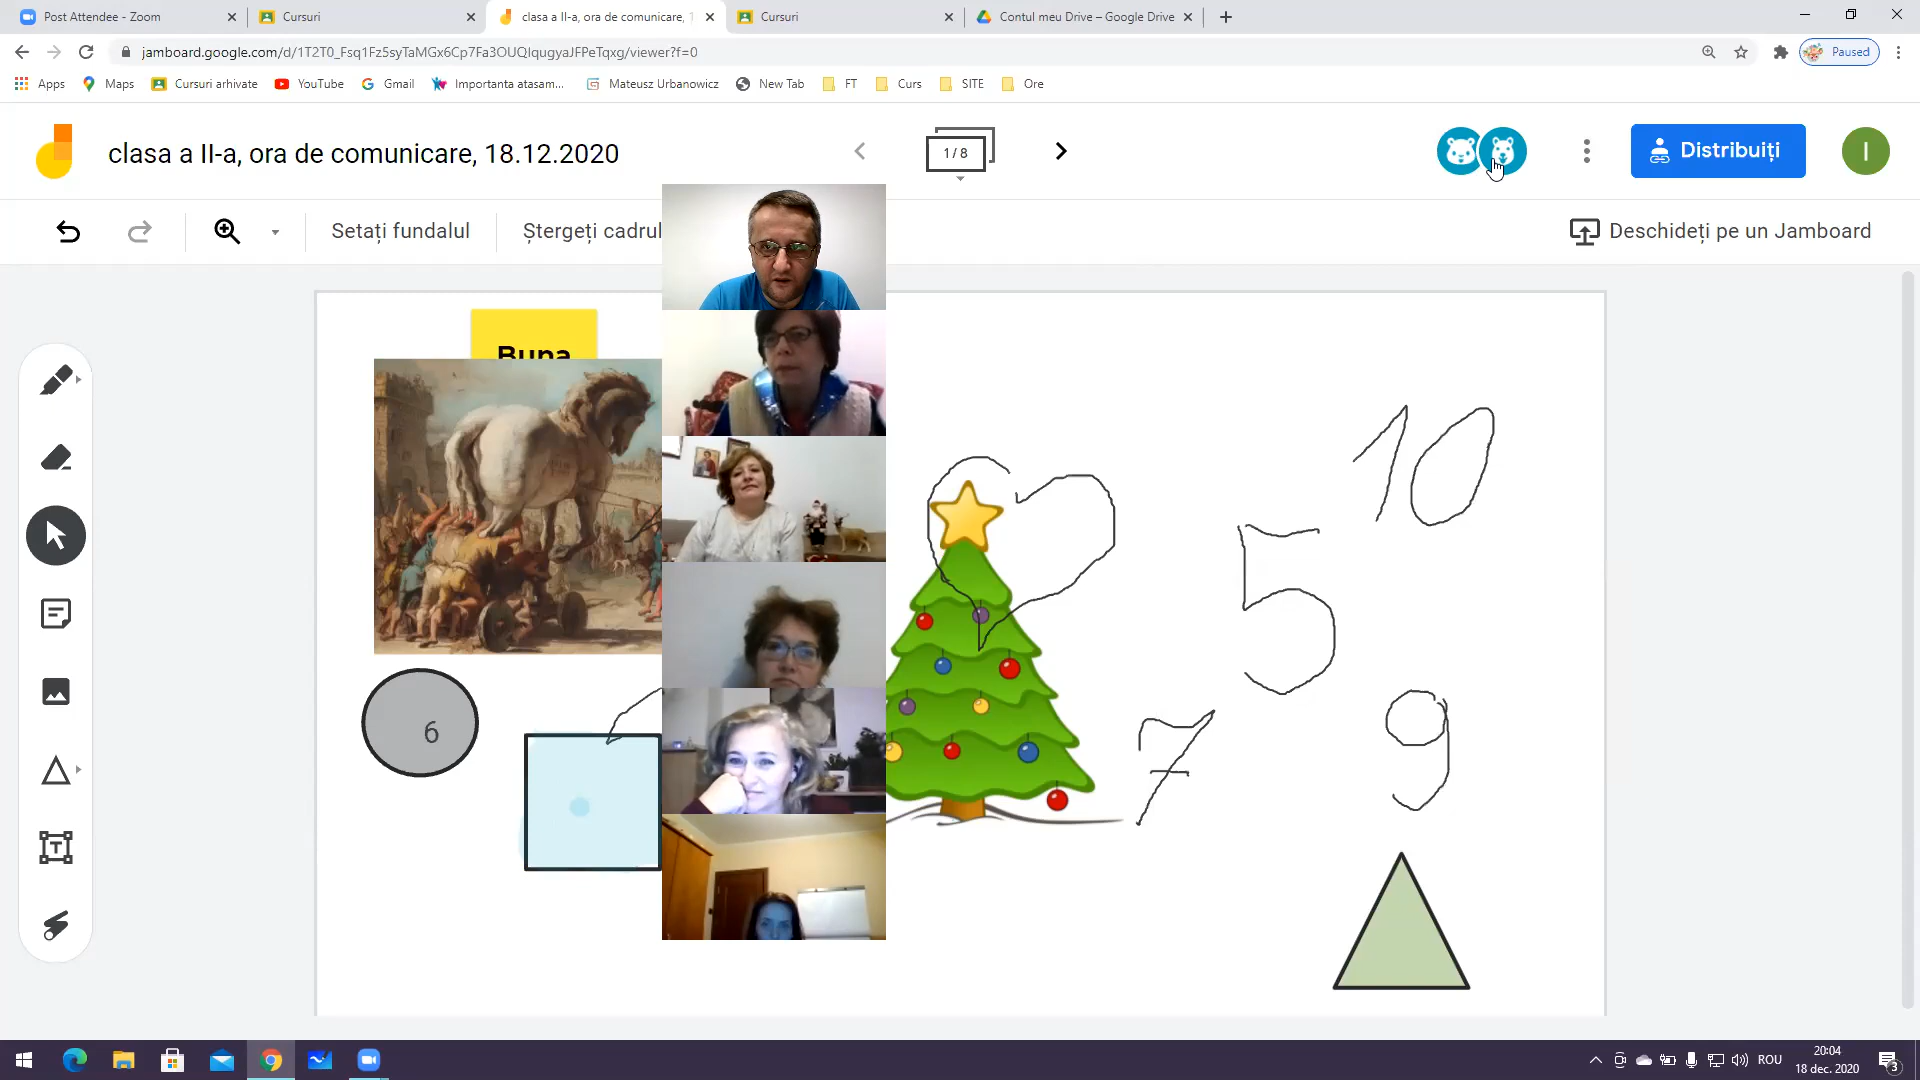 Post Attendee - Zoom
Cursuri
clasa a II-a, ora de comunicare,
Cursuri
Contul meu Drive – Google Drive
jamboard.google.com/d/1T2T0_Fsq1Fz5syTaMGx6Cp7Fa3OUQIqugyaJFPeTqxg/viewer?f=0
Paused
Apps
Maps
Cursuri arhivate
YouTube
Gmail
Importanta atasam...
Mateusz Urbanowicz
New Tab
FT
Curs
SITE
Ore
clasa a II-a, ora de comunicare, 18.12.2020
1 / 8
Distribuiți
I
Setați fundalul
Ștergeți cadrul
Deschideți pe un Jamboard
Buna
10
5
6
7
9
ROU
20:04
18 dec. 2020
3